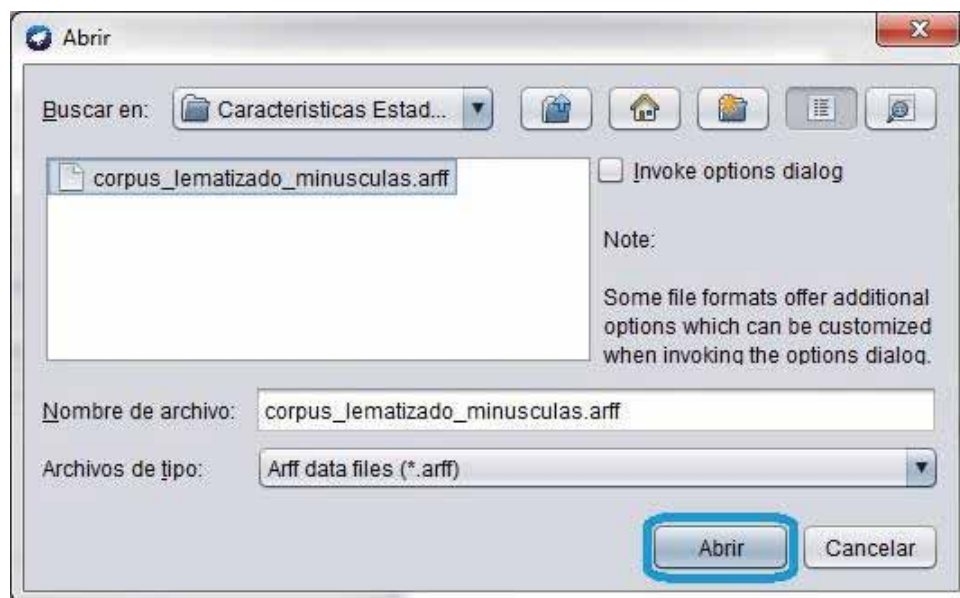 Abrir
Buscar en: Caracteristicas Estad...
corpus_lematizado_minusculas.arff
Invoke options dialog
Note:
Some file formats offer additional
options which can be customized
when invoking the options dialog.
Nombre de archivo: corpus_lematizado_minusculas.arff
Archivos de tipo: Arff data files (*.arff)
Abrir Cancelar